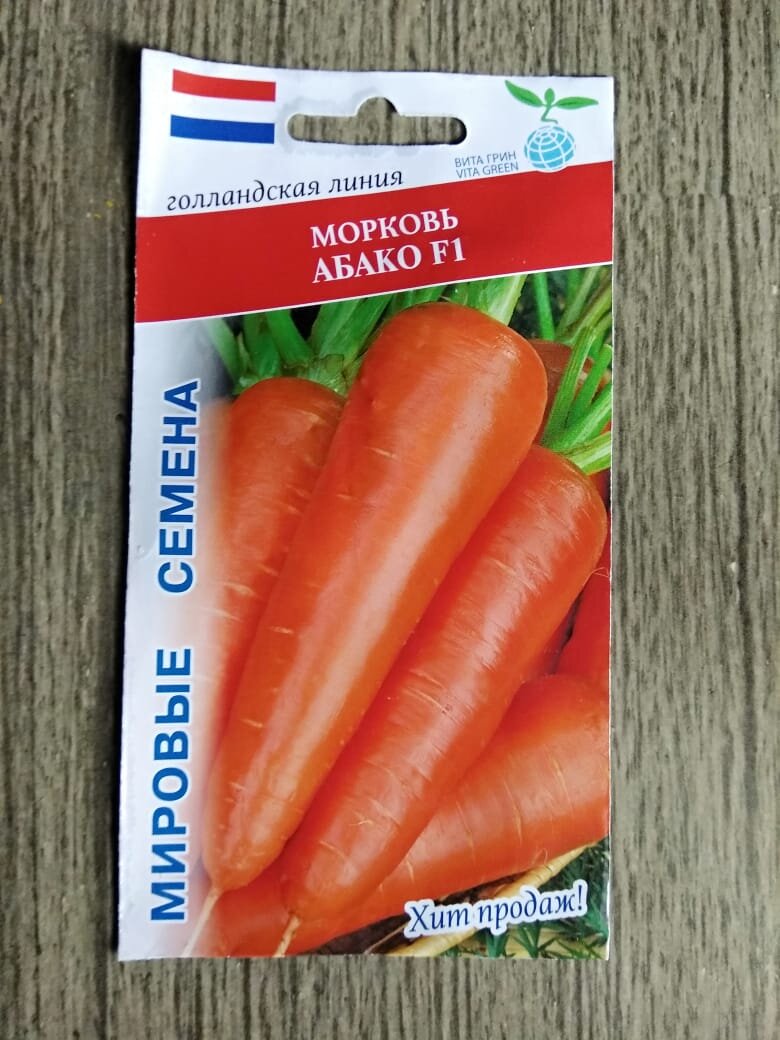 ВИТА ГРИН
VITA GREEN
голландская линия
МОРКОВЬ
АБАКО F1
МИРОВЫЕ СЕМЕНА
Хит продаж!